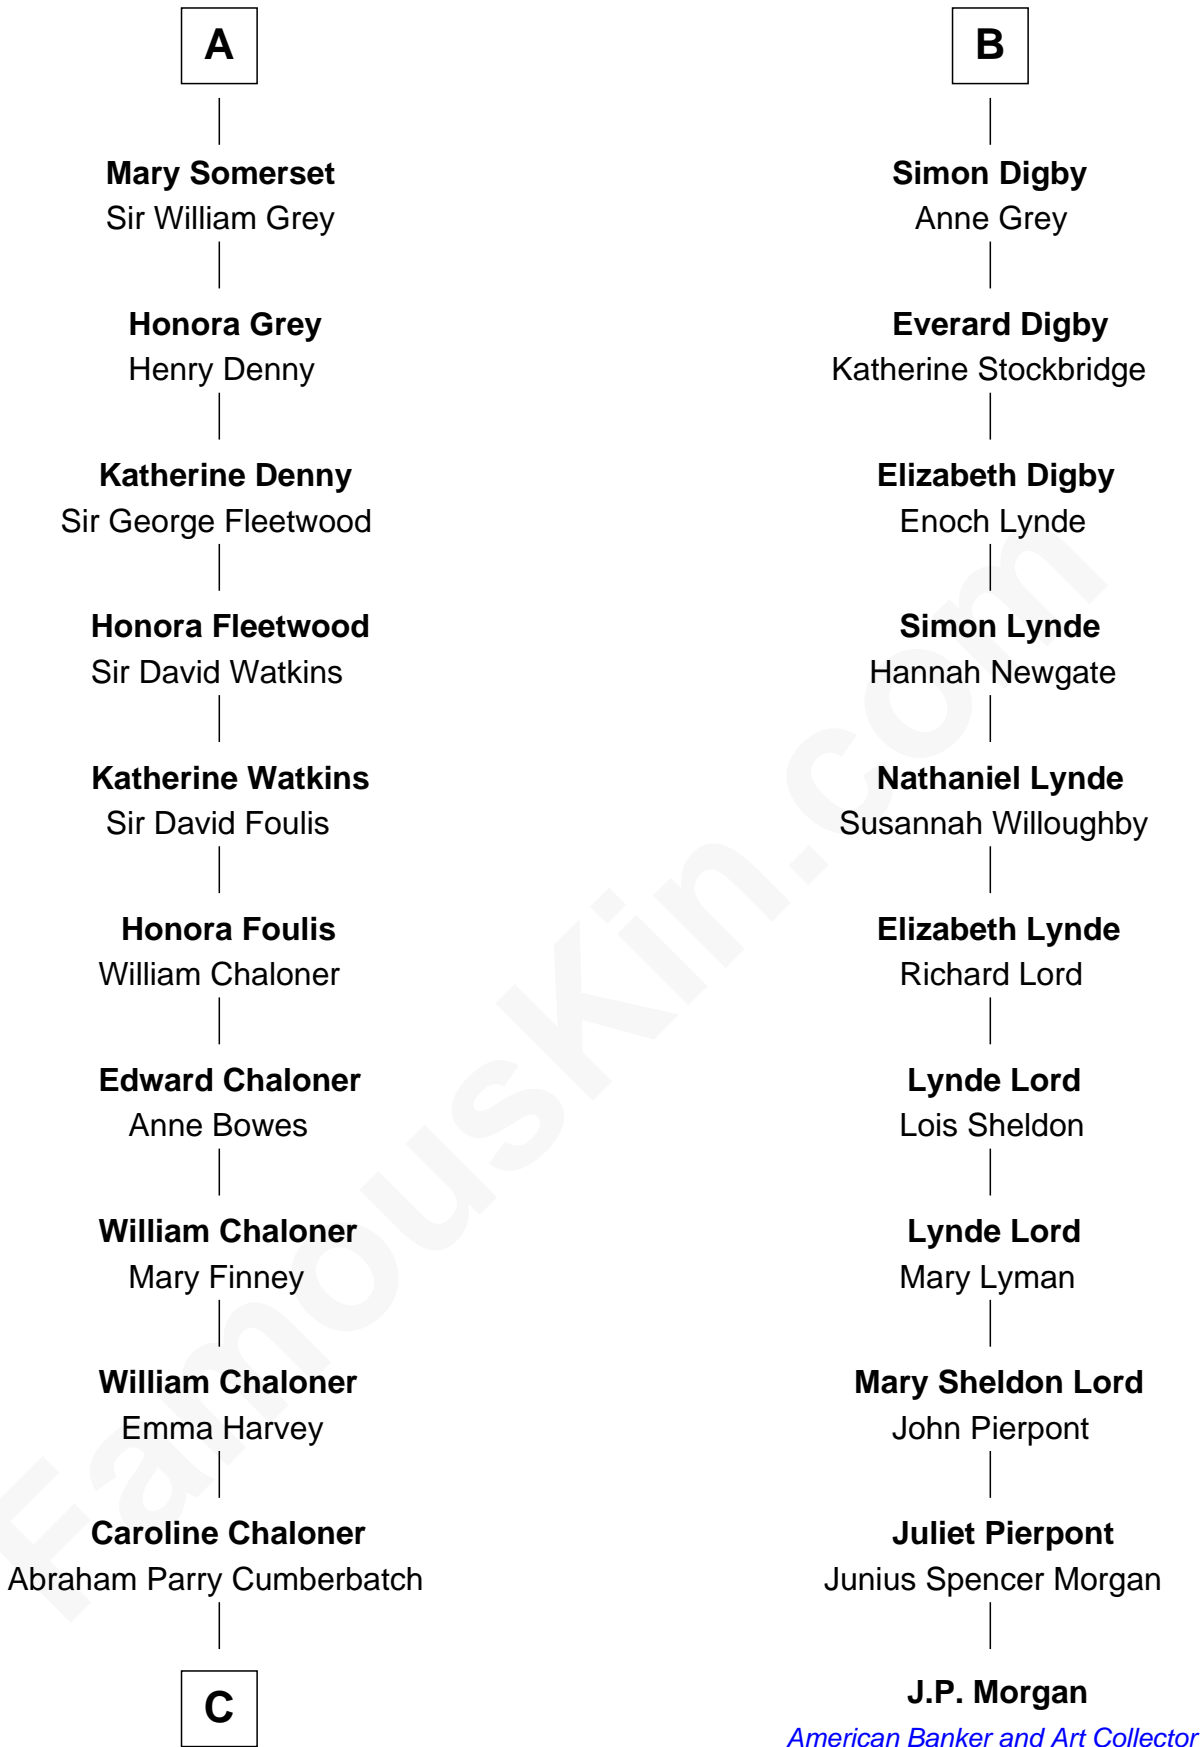 A
Mary Somerset
Sir William Grey
Honora Grey
Henry Denny
Katherine Denny
Sir George Fleetwood
Honora Fleetwood
Sir David Watkins
Katherine Watkins
Sir David Foulis
Honora Foulis
William Chaloner
Edward Chaloner
Anne Bowes
William Chaloner
Mary Finney
William Chaloner
Emma Harvey
Caroline Chaloner
Abraham Parry Cumberbatch
C
B
Simon Digby
Anne Grey
Everard Digby
Katherine Stockbridge
Elizabeth Digby
Enoch Lynde
Simon Lynde
Hannah Newgate
Nathaniel Lynde
Susannah Willoughby
Elizabeth Lynde
Richard Lord
Lynde Lord
Lois Sheldon
Lynde Lord
Mary Lyman
Mary Sheldon Lord
John Pierpont
Juliet Pierpont
Junius Spencer Morgan
J.P. Morgan
American Banker and Art Collector
FamousKin.com